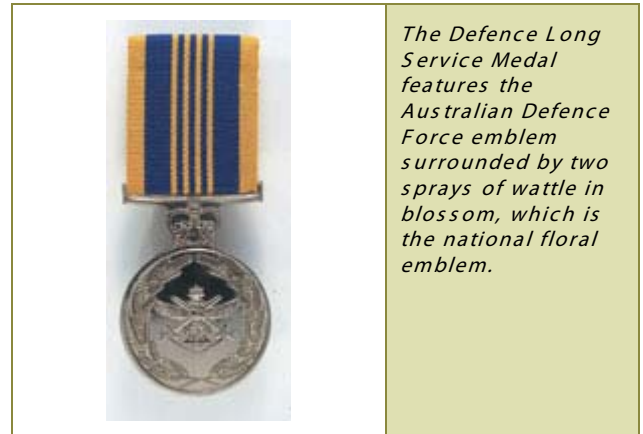 The Defence Long
Service Medal
features the
Australian Defence
Force emblem
surrounded by two
sprays of wattle in
blossom, which is
the national floral
emblem.